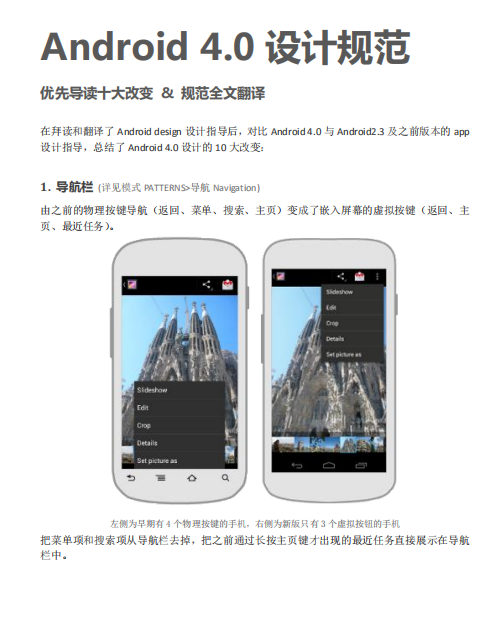 Android 4.0 设计规范
优先导读十大改变 & 规范全文翻译
在拜读和翻译了 Android design 设计指导后，对比 Android 4.0 与 Android2.3 及之前版本的 app
设计指导，总结了 Android 4.0 设计的 10 大改变：
1. 导航栏 (详见模式 PATTERNS>导航 Navigation)
由之前的物理按键导航（返回、菜单、搜索、主页）变成了嵌入屏幕的虚拟按键（返回、主
页、最近任务）。
Slideshow
Edit
Crop
Details
Set picture as
Slideshow
Edit
Crop
Details
Set picture as
左侧为早期有 4 个物理按键的手机，右侧为新版只有 3 个虚拟按钮的手机
把菜单项和搜索项从导航栏去掉，把之前通过长按主页键才出现的最近任务直接展示在导航
栏中。